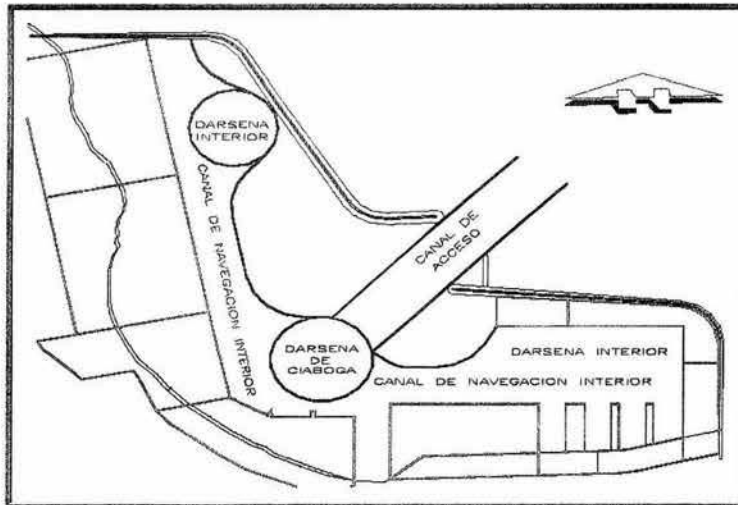 DARSENA
INTERIOR
CANAL DE NAVEGACION INTERIOR
CANAL DE
ACCESO
DARSENA
DE
CIABOGA
DARSENA INTERIOR
CANAL DE NAVEGACION INTERIOR